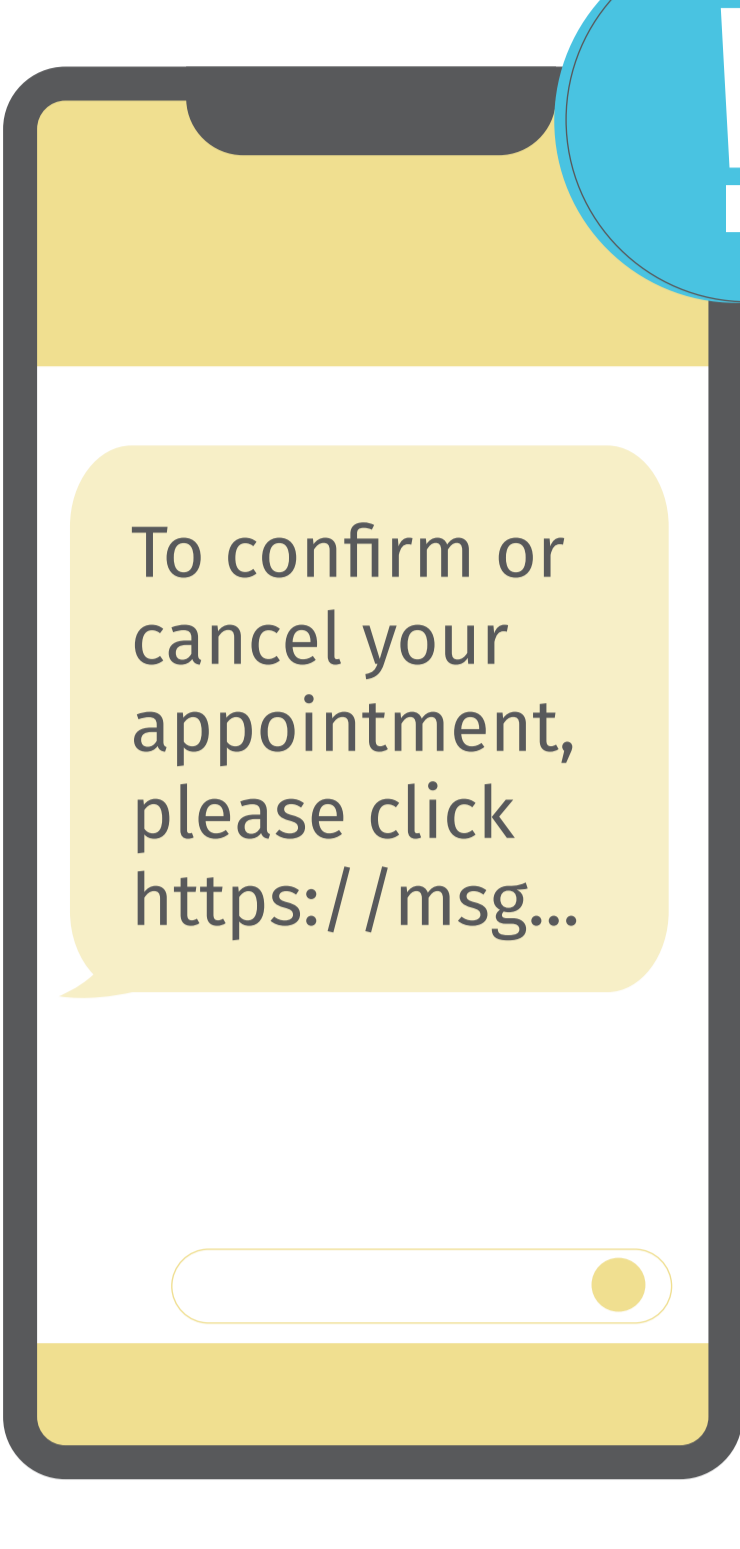 !
To confirm or
cancel your
appointment,
please click
https://msg...